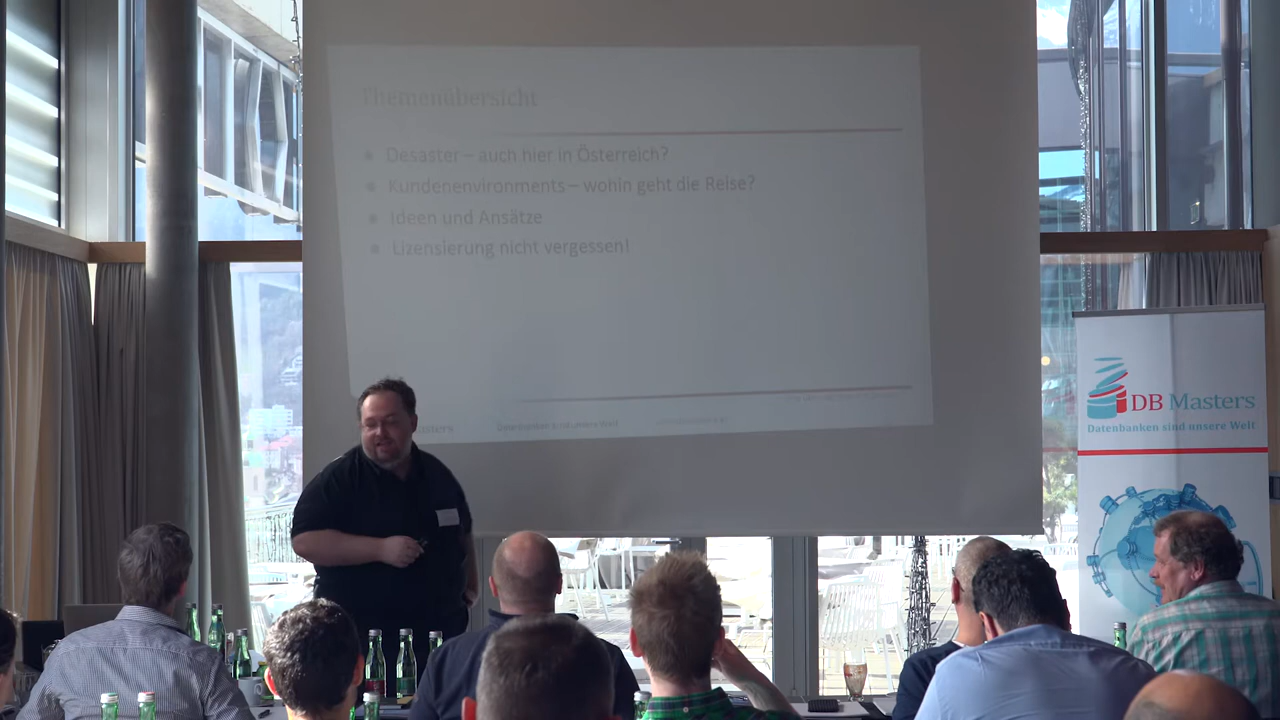 Themenübersicht
Desaster – auch hier in Österreich?
Kundenenvironments – wohin geht die Reise?
Ideen und Ansätze
Lizensierung nicht vergessen!
Masters
Datenbanken sind unsere Welt
DB Masters
Datenbanken sind unsere Welt